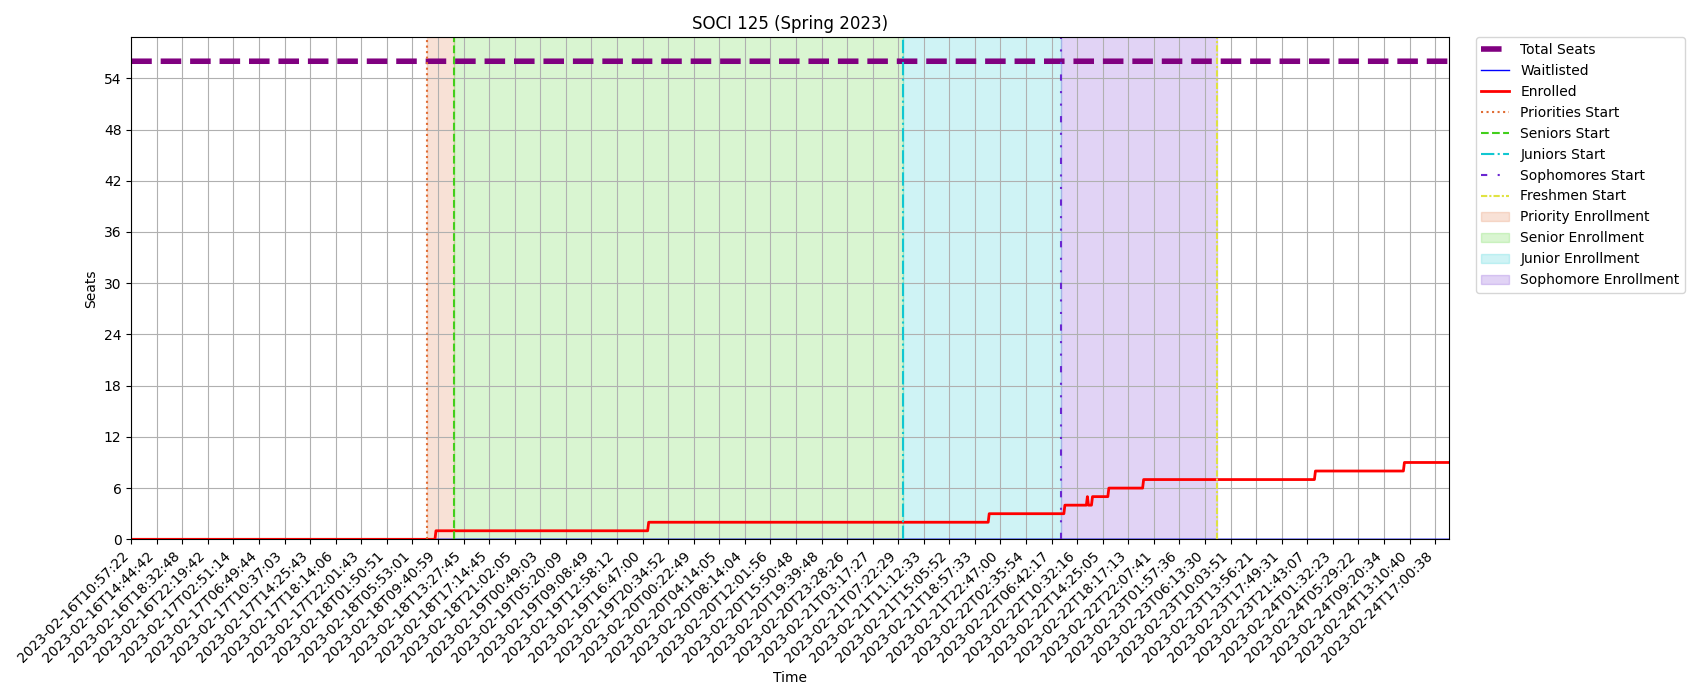 SOCI 125 (Spring 2023)
Total Seats
Waitlisted
Enrolled
Priorities Start
Seniors Start
Juniors Start
Sophomores Start
Freshmen Start
Priority Enrollment
Senior Enrollment
Junior Enrollment
Sophomore Enrollment
Seats
54
48
42
36
30
24
18
12
6
0
2023-02-16T10:57:22
2023-02-16T14:44:42
2023-02-16T18:32:48
2023-02-16T22:19:42
2023-02-17T02:51:14
2023-02-17T06:49:44
2023-02-17T10:37:03
2023-02-17T14:25:43
2023-02-17T18:14:06
2023-02-17T22:01:43
2023-02-18T01:50:51
2023-02-18T05:53:01
2023-02-18T09:40:59
2023-02-18T13:27:45
2023-02-18T17:14:45
2023-02-18T21:02:05
2023-02-19T00:49:03
2023-02-19T05:20:09
2023-02-19T09:08:49
2023-02-19T12:58:12
2023-02-19T16:47:00
2023-02-19T20:34:52
2023-02-20T00:22:49
2023-02-20T04:14:05
2023-02-20T08:14:04
2023-02-20T12:01:56
2023-02-20T15:50:48
2023-02-20T19:39:48
2023-02-20T23:28:26
2023-02-21T03:17:27
2023-02-21T07:22:29
2023-02-21T11:12:33
2023-02-21T15:05:52
2023-02-21T18:57:33
2023-02-21T22:47:00
2023-02-22T02:35:54
2023-02-22T06:42:17
2023-02-22T10:32:16
2023-02-22T14:25:05
2023-02-22T18:17:13
2023-02-22T22:07:41
2023-02-23T01:57:36
2023-02-23T06:13:30
2023-02-23T10:03:51
2023-02-23T13:56:21
2023-02-23T17:49:31
2023-02-23T21:43:07
2023-02-24T01:32:23
2023-02-24T05:29:22
2023-02-24T09:20:34
2023-02-24T13:10:40
2023-02-24T17:00:38
Time